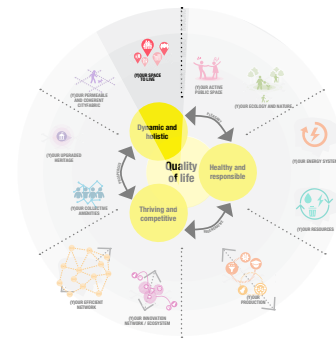 (Y)OUR SPACE
TO LIVE
(Y)OUR ACTIVE
PUBLIC SPACE
(Y)OUR ECOLOGY AND NATURE
(Y)OUR PERMEABLE
AND COHERENT
CITYFABRIC
Dynamic and
holistic
(Y)OUR UPGRADED
HERITAGE
(Y)OUR ENERGY SYSTEM
Quality
of life
Healthy and
responsible
(Y)OUR COLLECTIVE
AMENITIES
Thriving and
competitive
(Y)OUR RESOURCES
(Y)OUR EFFICIENT
NETWORK
(Y)OUR INNOVATION
NETWORK / ECOSYSTEM
(Y)OUR
PRODUCTION